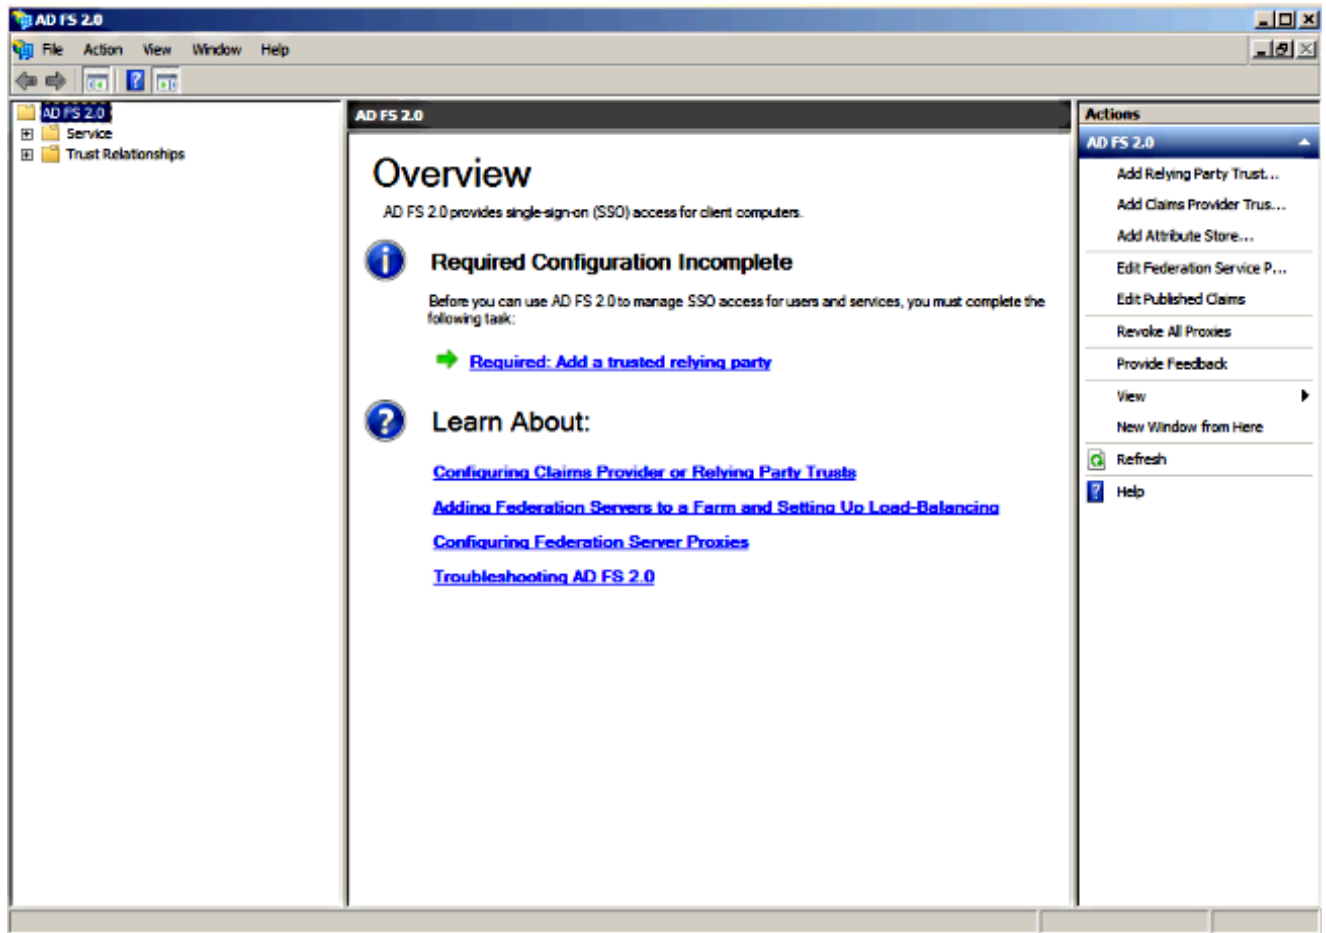 AD FS 2.0
File Action View Window Help
AD FS 2.0
Service
Trust Relationships
AD FS 2.0
Overview
AD FS 2.0 provides single-sign-on (SSO) access for client computers.
Required Configuration Incomplete
Before you can use AD FS 2.0 to manage SSO access for users and services, you must complete the
following task:
Required: Add a trusted relying party
Learn About:
Configuring Claims Provider or Relying Party Trusts
Adding Federation Servers to a Farm and Setting Up Load-Balancing
Configuring Federation Server Proxies
Troubleshooting AD FS 2.0
Actions
AD FS 2.0
Add Relying Party Trust...
Add Claims Provider Trus...
Add Attribute Store...
Edit Federation Service P...
Edit Published Claims
Revoke All Proxies
Provide Feedback
View
New Window from Here
Refresh
Help